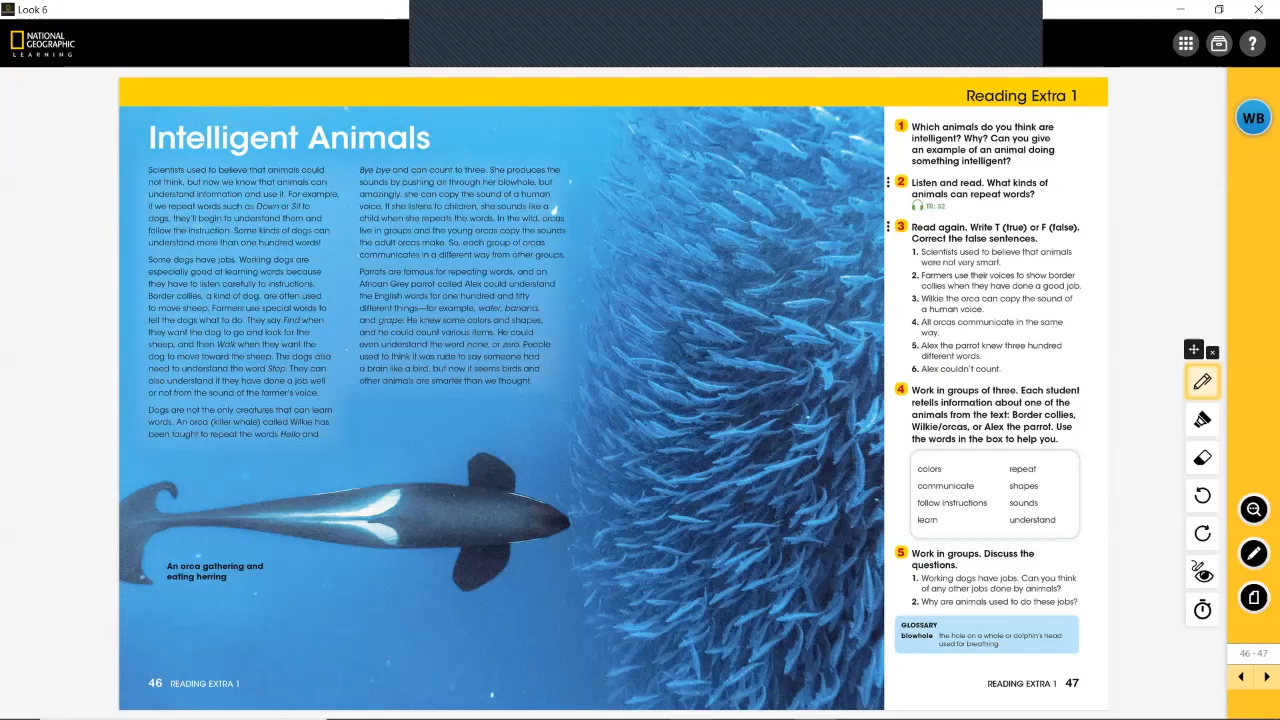 Look 6
NATIONAL
GEOGRAPHIC
LEARNING
?
Reading Extra 1
Intelligent Animals
Scientists used to believe that animals could
not think, but now we know that animals can
understand information and use it. For example,
if we repeat words such as Down or Sit to
dogs, they'll begin to understand them and
follow the instruction. Some kinds of dogs can
understand more than one hundred words!
Some dogs have jobs. Working dogs are
especially good at learning words because
they have to listen carefully to instructions.
Border collies, a kind of dog, are often used
to move sheep. Farmers use special words to
tell the dogs what to do. They say Find when
they want the dog to go and look for the
sheep, and then Walk when they want the
dog to move toward the sheep. The dogs also
need to understand the word Stop. They can
also understand if they have done a job well
or not from the sound of the farmer's voice.
Dogs are not the only creatures that can learn
words. An orca (killer whale) called Wilkie has
been taught to repeat the words Hello and
Bye bye and can count to three. She produces the
sounds by pushing air through her blowhole, but
amazingly, she can copy the sound of a human
voice. If she listens to children, she sounds like a
child when she repeats the words. In the wild, orcas
live in groups and the young orcas copy the sounds
the adult orcas make. So, each group of orcas
communicates in a different way from other groups.
Parrots are famous for repeating words, and an
African Grey parrot called Alex could understand
the English words for one hundred and fifty
different things—for example, water, banana,
and grape. He knew some colors and shapes,
and he could count various items. He could
even understand the word none, or zero. People
used to think it was rude to say someone had
a brain like a bird, but now it seems birds and
other animals are smarter than we thought.
An orca gathering and
eating herring
46 READING EXTRA 1
1 Which animals do you think are
intelligent? Why? Can you give
an example of an animal doing
something intelligent?
2 Listen and read. What kinds of
animals can repeat words?
TR: 32
3 Read again. Write T (true) or F (false).
Correct the false sentences.
1. Scientists used to believe that animals
were not very smart.
2. Farmers use their voices to show border
collies when they have done a good job.
3. Wilkie the orca can copy the sound of
a human voice.
4. All orcas communicate in the same
way.
5. Alex the parrot knew three hundred
different words.
6. Alex couldn't count.
4 Work in groups of three. Each student
retells information about one of the
animals from the text: Border collies,
Wilkie/orcas, or Alex the parrot. Use
the words in the box to help you.
colors repeat
communicate shapes
follow instructions sounds
learn understand
5 Work in groups. Discuss the
questions.
1. Working dogs have jobs. Can you think
of any other jobs done by animals?
2. Why are animals used to do these jobs?
GLOSSARY
blowhole the hole on a whale or dolphin's head
used for breathing
READING EXTRA 1 47
WB
46 - 47